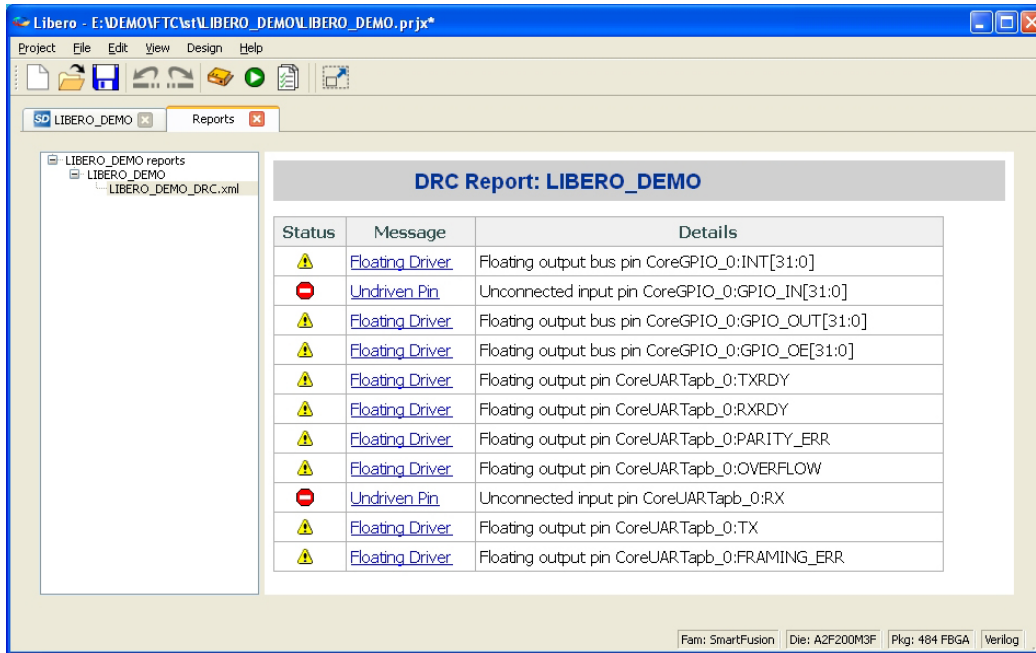 Libero - E:\DEMO\FTC\st\LIBERO_DEMO\LIBERO_DEMO.prjx*
Project File Edit View Design Help
SD LIBERO_DEMO Reports
LIBERO_DEMO reports
LIBERO_DEMO
LIBERO_DEMO_DRC.xml
DRC Report: LIBERO_DEMO
Status Message Details
Floating Driver Floating output bus pin CoreGPIO_0:INT[31:0]
Undriven Pin Unconnected input pin CoreGPIO_0:GPIO_IN[31:0]
Floating Driver Floating output bus pin CoreGPIO_0:GPIO_OUT[31:0]
Floating Driver Floating output bus pin CoreGPIO_0:GPIO_OE[31:0]
Floating Driver Floating output pin CoreUARTapb_0:TXRDY
Floating Driver Floating output pin CoreUARTapb_0:RXRDY
Floating Driver Floating output pin CoreUARTapb_0:PARITY_ERR
Floating Driver Floating output pin CoreUARTapb_0:OVERFLOW
Undriven Pin Unconnected input pin CoreUARTapb_0:RX
Floating Driver Floating output pin CoreUARTapb_0:TX
Floating Driver Floating output pin CoreUARTapb_0:FRAMING_ERR
Fam: SmartFusion Die: A2F200M3F Pkg: 484 FBGA Verilog